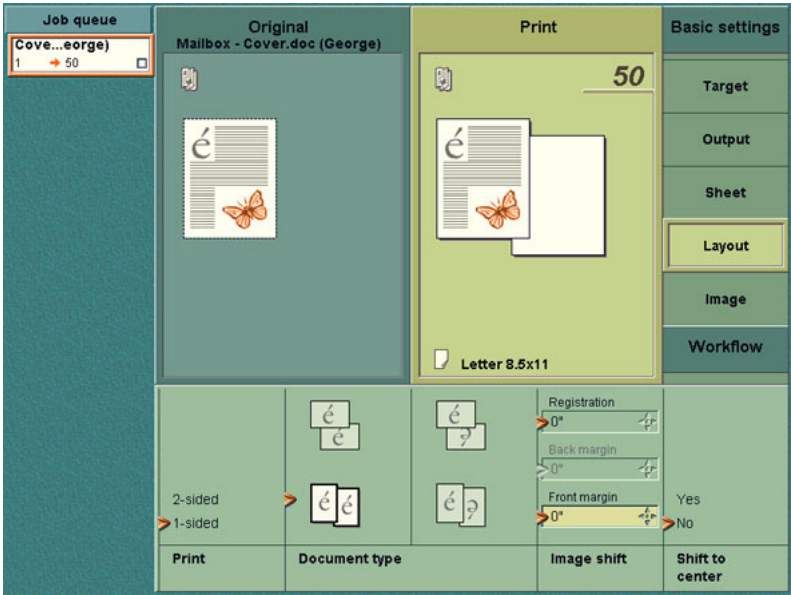 Job queue
Cove...eorge)
1 50
Original
Mailbox - Cover.doc (George)
é
Print
50
é
Letter 8.5x11
Basic settings
Target
Output
Sheet
Layout
Image
Workflow
2-sided
1-sided
Print
é
é
é é
Document type
é
é
é é
Registration
0"
Back margin
0"
Front margin
0"
Image shift
Yes
No
Shift to
center